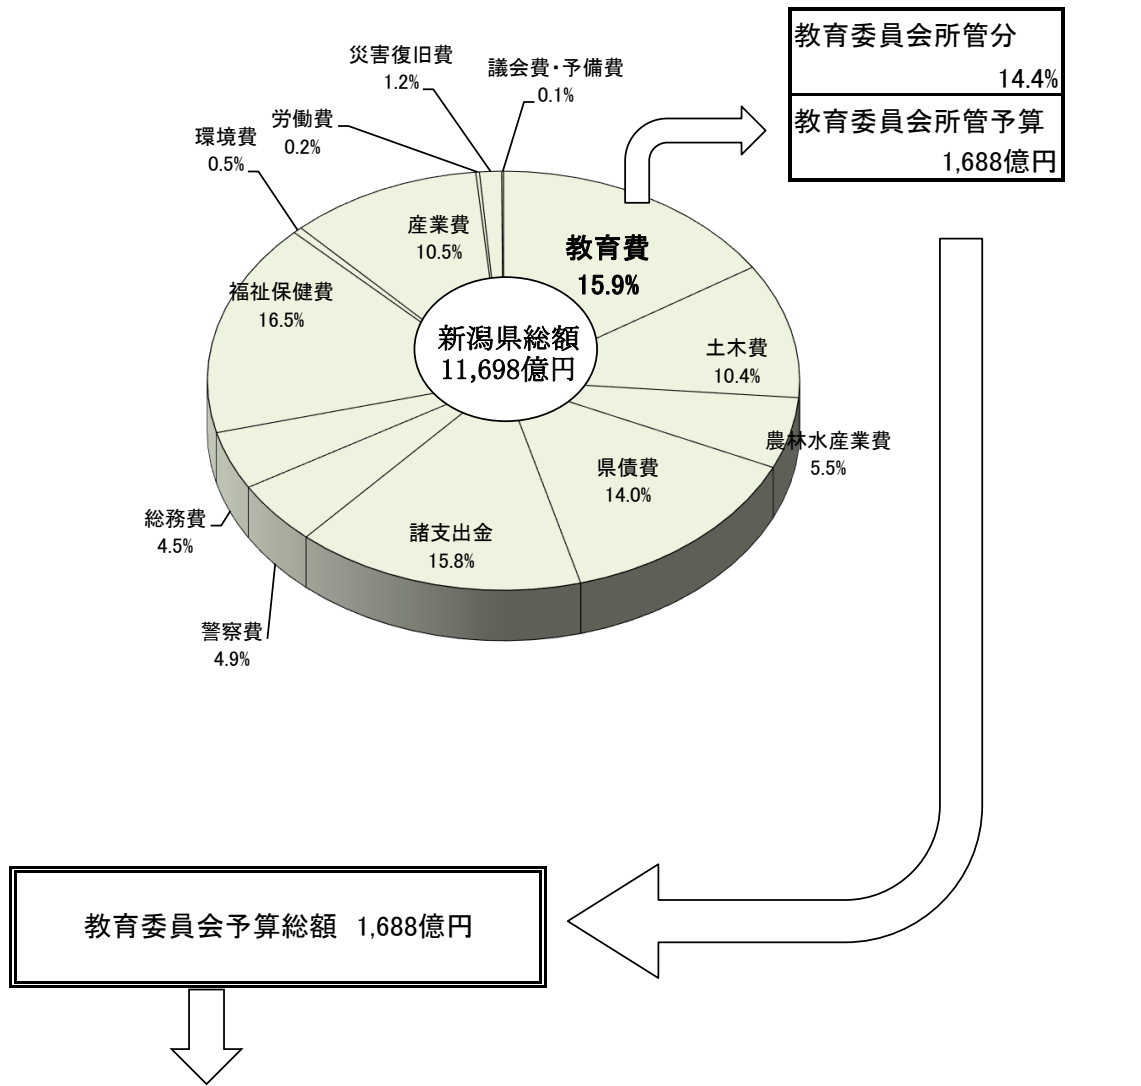 教育委員会所管分
14.4%
教育委員会所管予算
1,688億円
災害復旧費
1.2%
議会費・予備費
0.1%
労働費
0.2%
環境費
0.5%
産業費
10.5%
教育費
15.9%
福祉保健費
16.5%
新潟県総額
11,698億円
土木費
10.4%
農林水産業費
5.5%
県債費
14.0%
諸支出金
15.8%
総務費
4.5%
警察費
4.9%
教育委員会予算総額　1,688億円